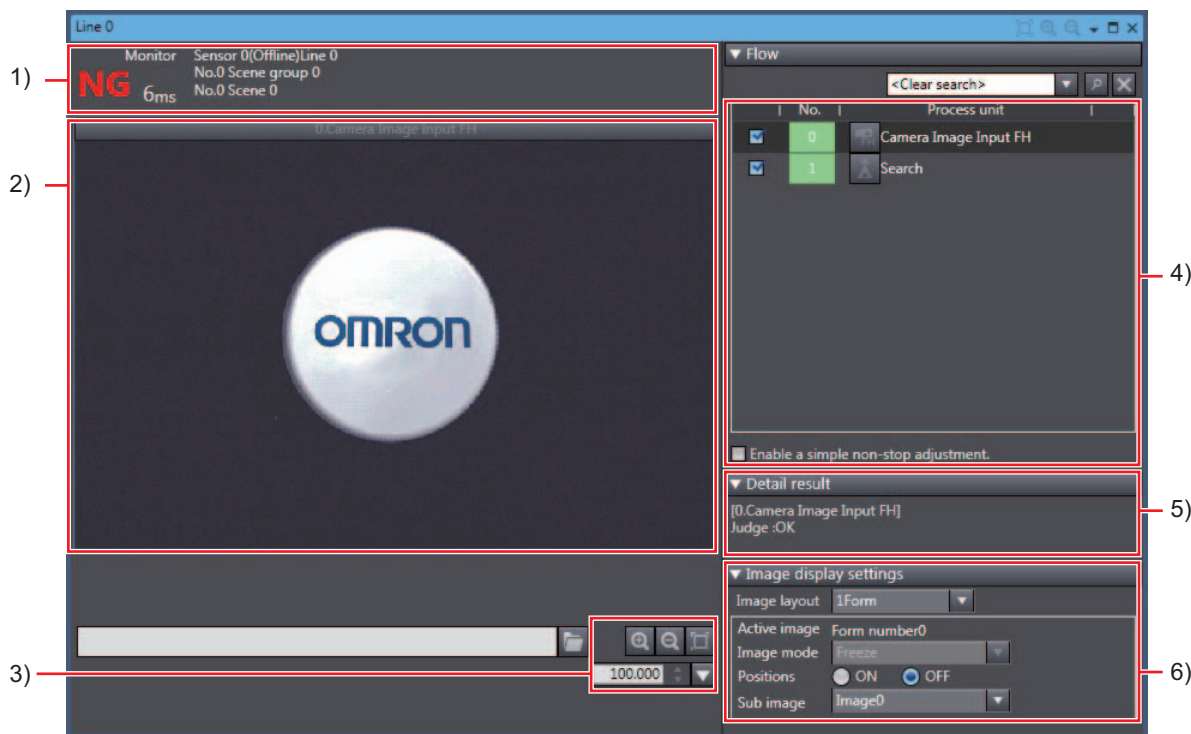 Line 0
1)
Monitor
NG
6ms
Sensor 0(Offline)Line 0
No.0 Scene group 0
No.0 Scene 0
2)
0.Camera Image Input FH
OMRON
3)
100.000
Flow
<Clear search>
No.
Process unit
0
Camera Image Input FH
1
Search
4)
Enable a simple non-stop adjustment.
Detail result
[0.Camera Image Input FH]
Judge :OK
5)
Image display settings
Image layout
1Form
Active image
Form number0
Image mode
Freeze
Positions
ON
OFF
Sub image
Image0
6)